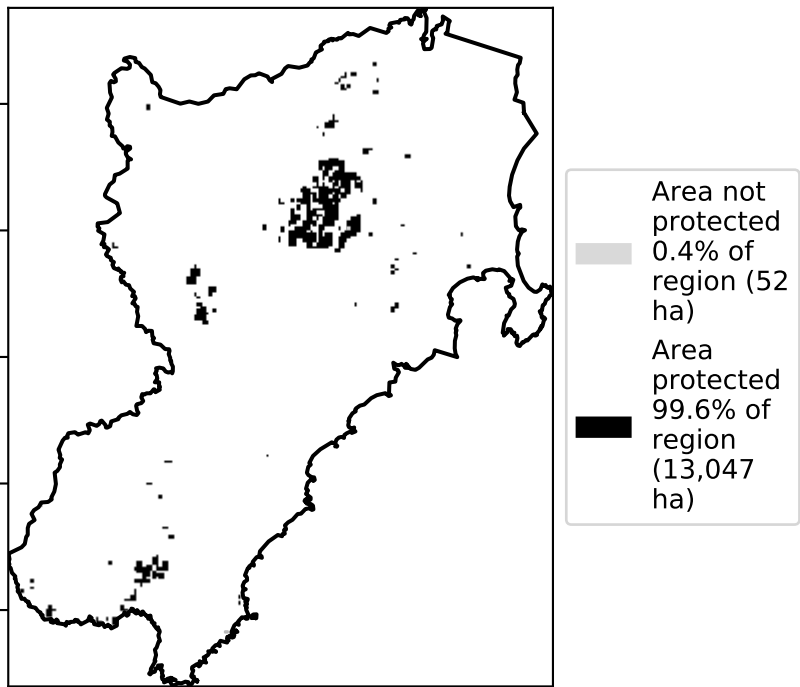 Area not
protected
0.4% of
region (52
ha)
Area
protected
99.6% of
region
(13,047
ha)